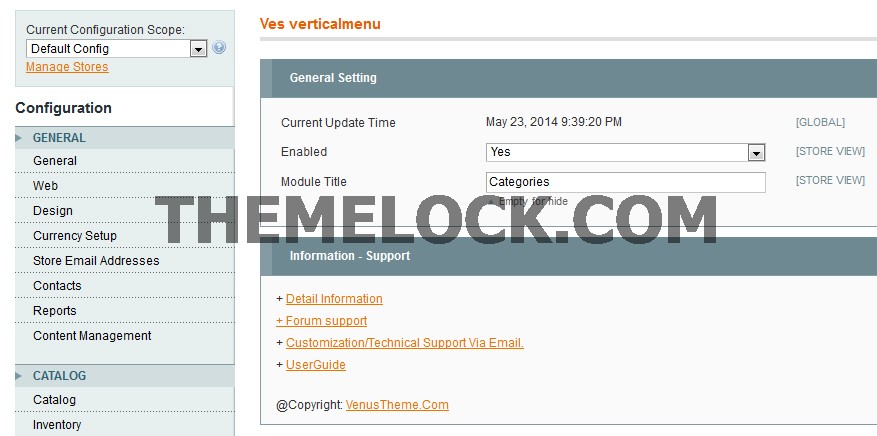 Current Configuration Scope:
Default Config
Manage Stores
Configuration
GENERAL
General
Web
Design
Currency Setup
Store Email Addresses
Contacts
Reports
Content Management
CATALOG
Catalog
Inventory
Ves verticalmenu
General Setting
Current Update Time May 23, 2014 9:39:20 PM [GLOBAL]
Enabled Yes [STORE VIEW]
Module Title Categories [STORE VIEW]
Empty for hide
THEMELOCK.COM
Information - Support
+ Detail Information
+ Forum support
+ Customization/Technical Support Via Email.
+ UserGuide
@Copyright: VenusTheme.Com